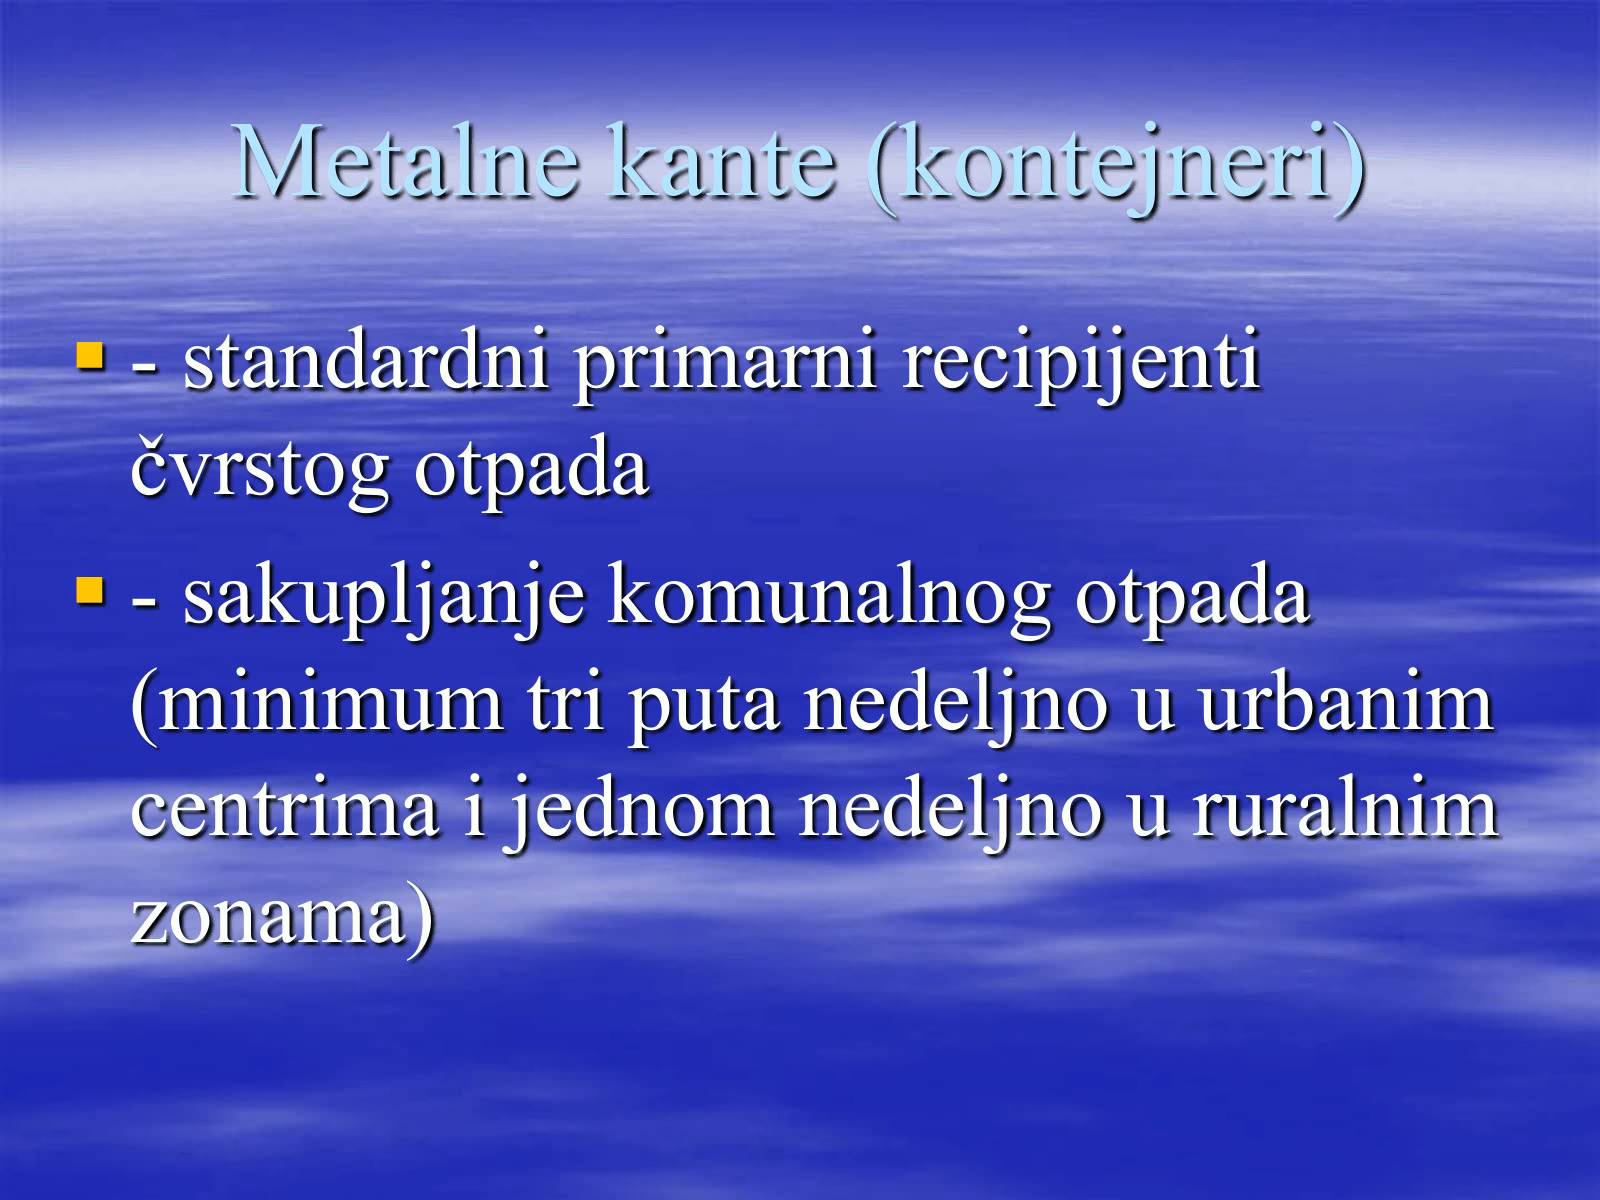 Metalne kante (kontejneri)
- standardni primarni recipijenti
čvrstog otpada
- sakupljanje komunalnog otpada
(minimum tri puta nedeljno u urbanim
centrima i jednom nedeljno u ruralnim
zonama)